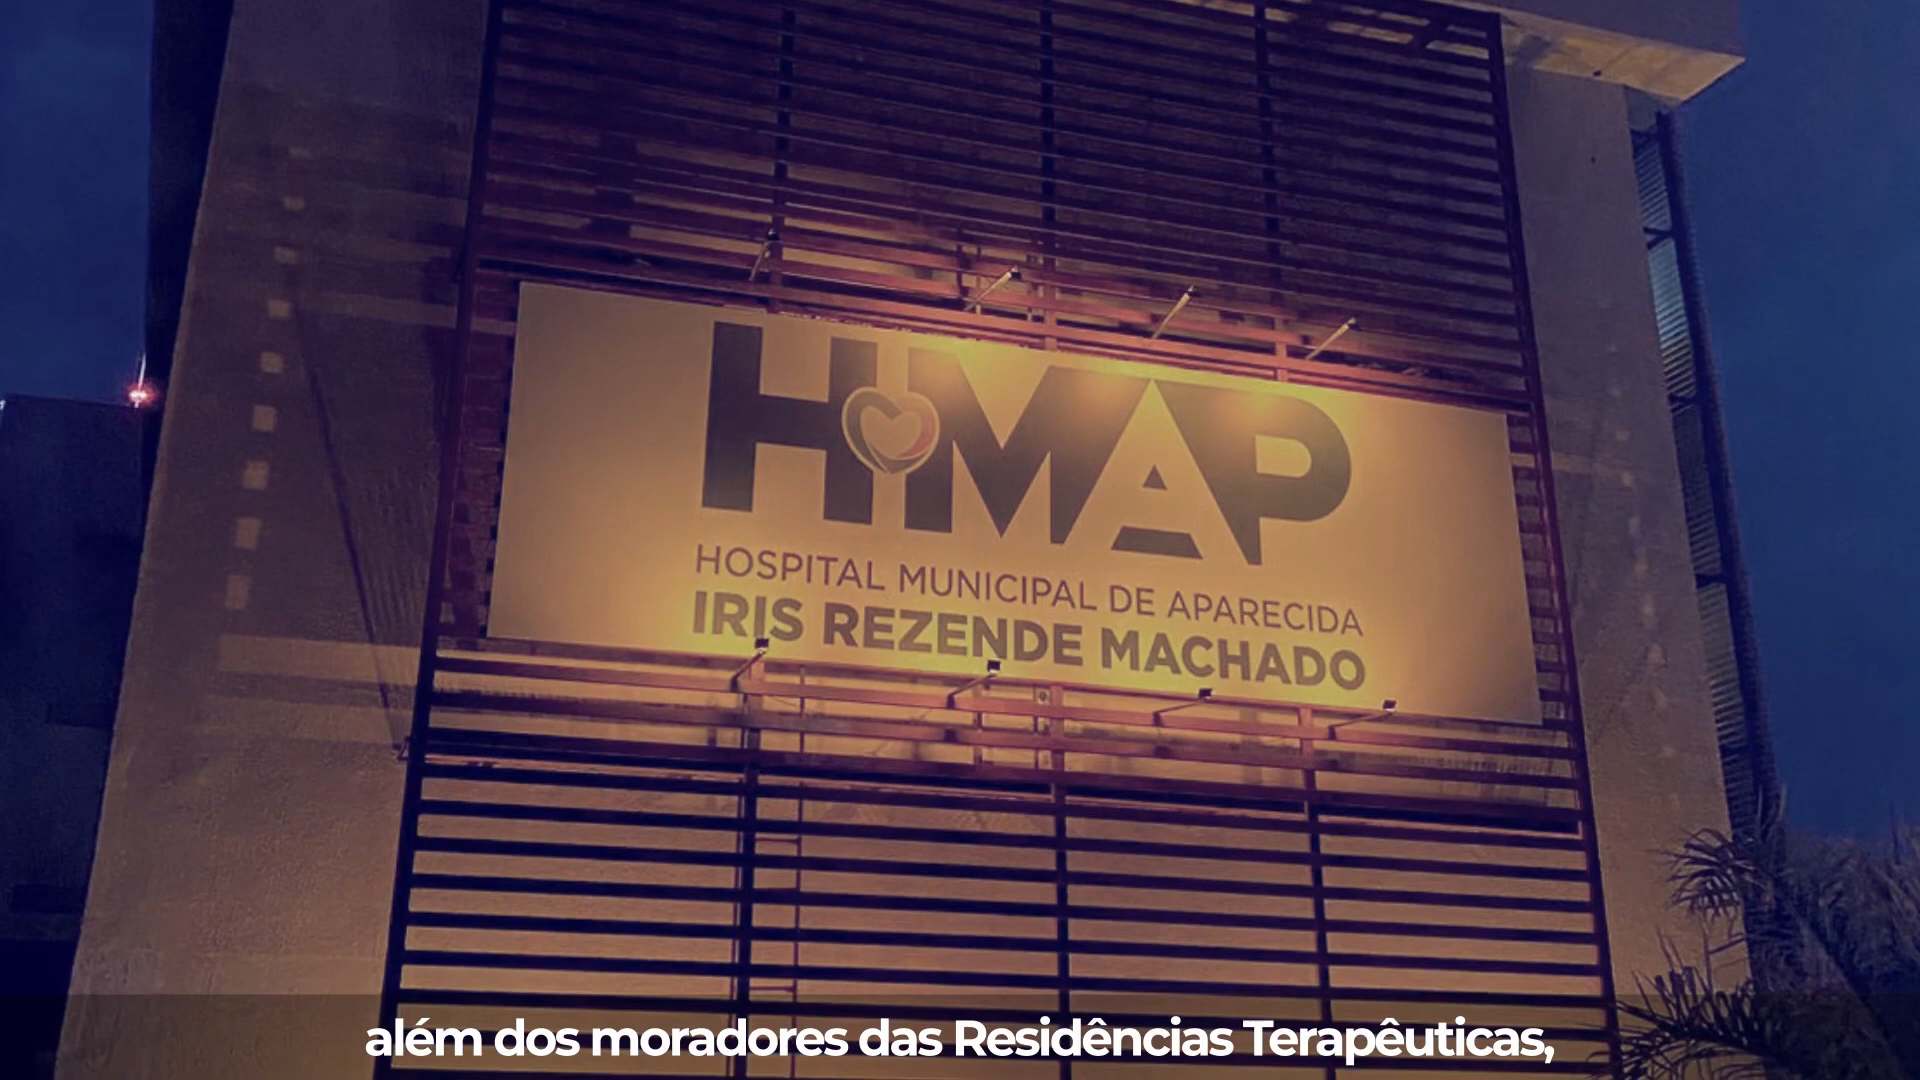 HMAP
HOSPITAL MUNICIPAL DE APARECIDA
IRIS REZENDE MACHADO
além dos moradores das Residências Terapêuticas,